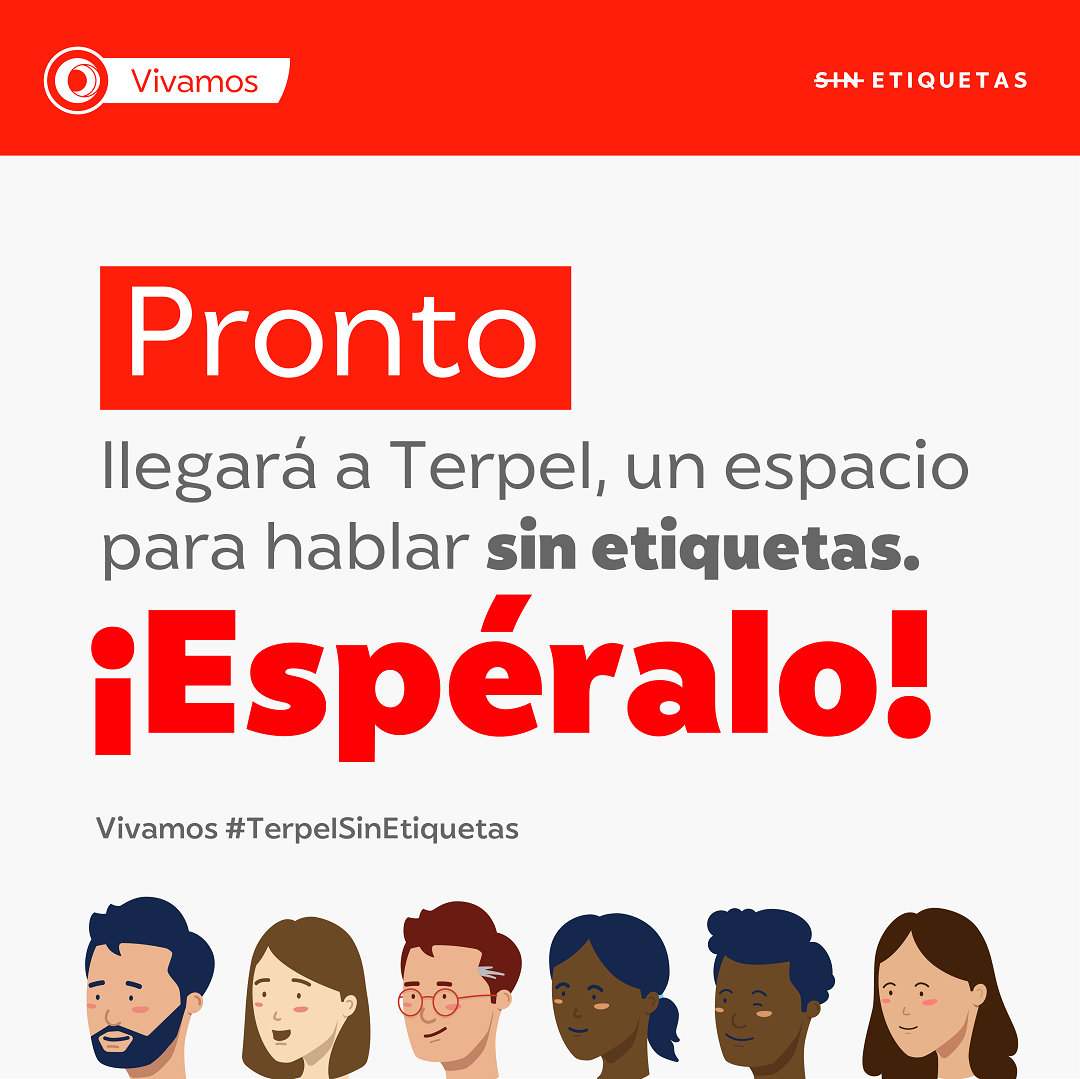 Vivamos
SIN ETIQUETAS
Pronto
llegará a Terpel, un espacio
para hablar sin etiquetas.
¡Espéralo!
Vivamos #TerpelSinEtiquetas